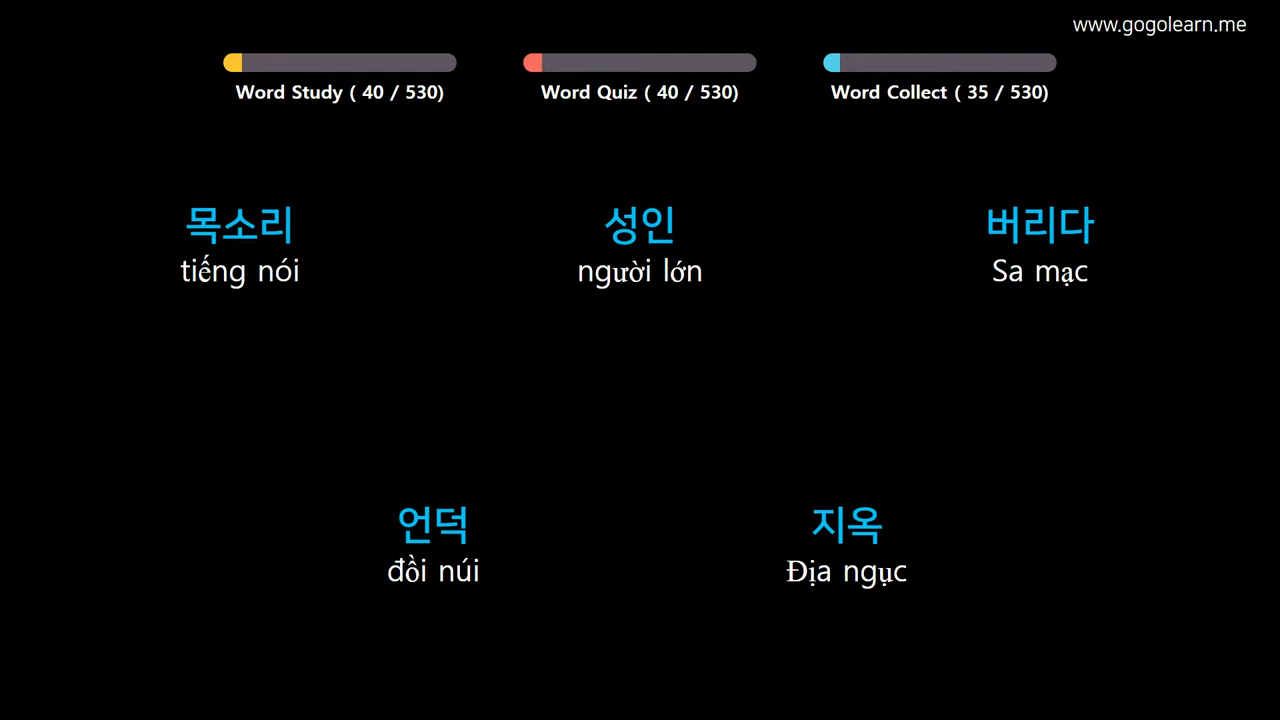 www.gogolearn.me
Word Study ( 40 / 530)
Word Quiz ( 40 / 530)
Word Collect ( 35 / 530)
목소리
tiếng nói
성인
người lớn
버리다
Sa mạc
언덕
đồi núi
지옥
Địa ngục